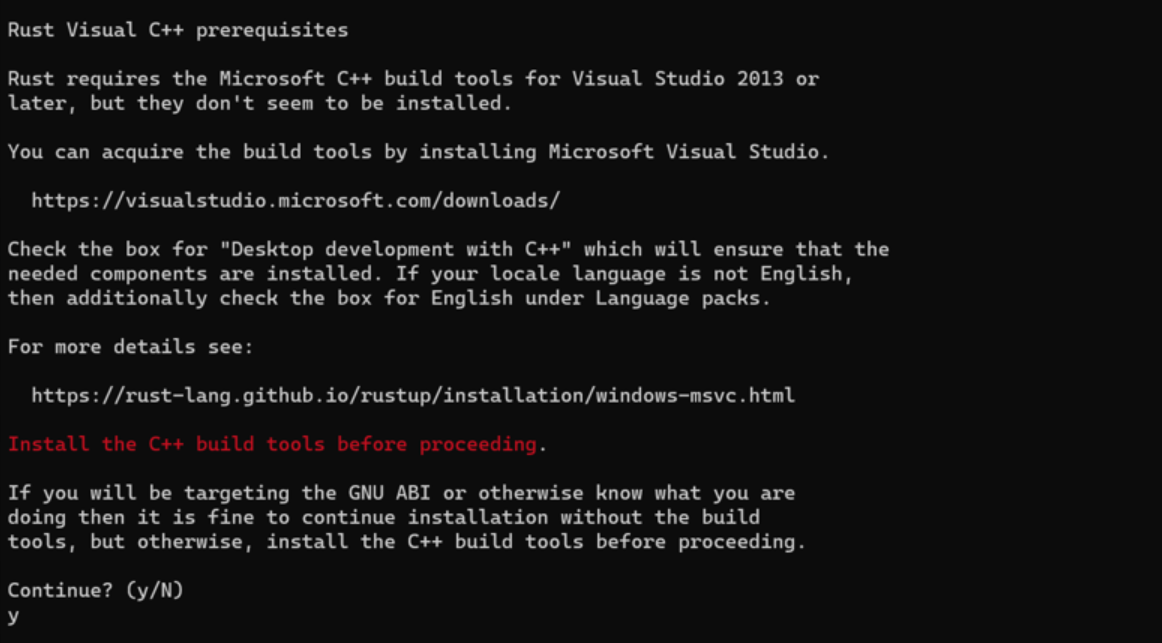 Rust Visual C++ prerequisites
Rust requires the Microsoft C++ build tools for Visual Studio 2013 or
later, but they don't seem to be installed.
You can acquire the build tools by installing Microsoft Visual Studio.
https://visualstudio.microsoft.com/downloads/
Check the box for "Desktop development with C++" which will ensure that the
needed components are installed. If your locale language is not English,
then additionally check the box for English under Language packs.
For more details see:
https://rust-lang.github.io/rustup/installation/windows-msvc.html
Install the C++ build tools before proceeding.
If you will be targeting the GNU ABI or otherwise know what you are
doing then it is fine to continue installation without the build
tools, but otherwise, install the C++ build tools before proceeding.
Continue? (y/N)
y